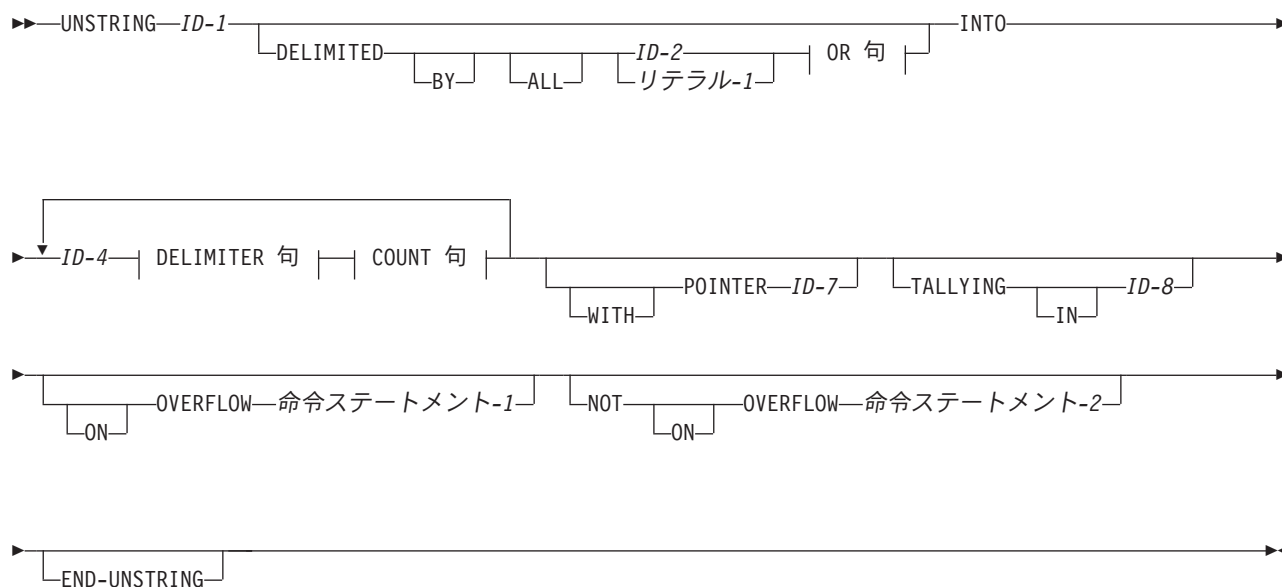 UNSTRING ID-1 INTO
DELIMITED ID-2 OR 句
BY ALL リテラル-1
ID-4 DELIMITER 句 COUNT 句
POINTER ID-7 TALLYING ID-8
WITH IN
OVERFLOW 命令ステートメント-1 NOT OVERFLOW 命令ステートメント-2
ON ON
END-UNSTRING